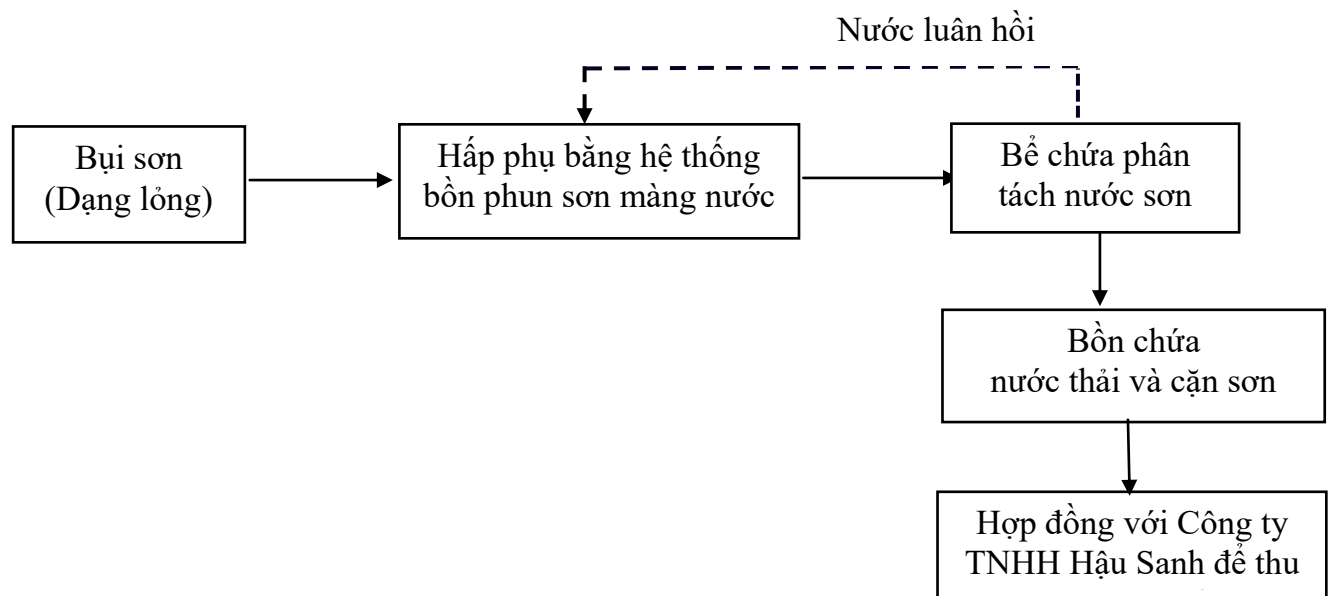 Nước luân hồi
Bụi sơn
(Dạng lỏng)
Hấp phụ bằng hệ thống
bồn phun sơn màng nước
Bể chứa phân
tách nước sơn
Bồn chứa
nước thải và cặn sơn
Hợp đồng với Công ty
TNHH Hậu Sanh để thu